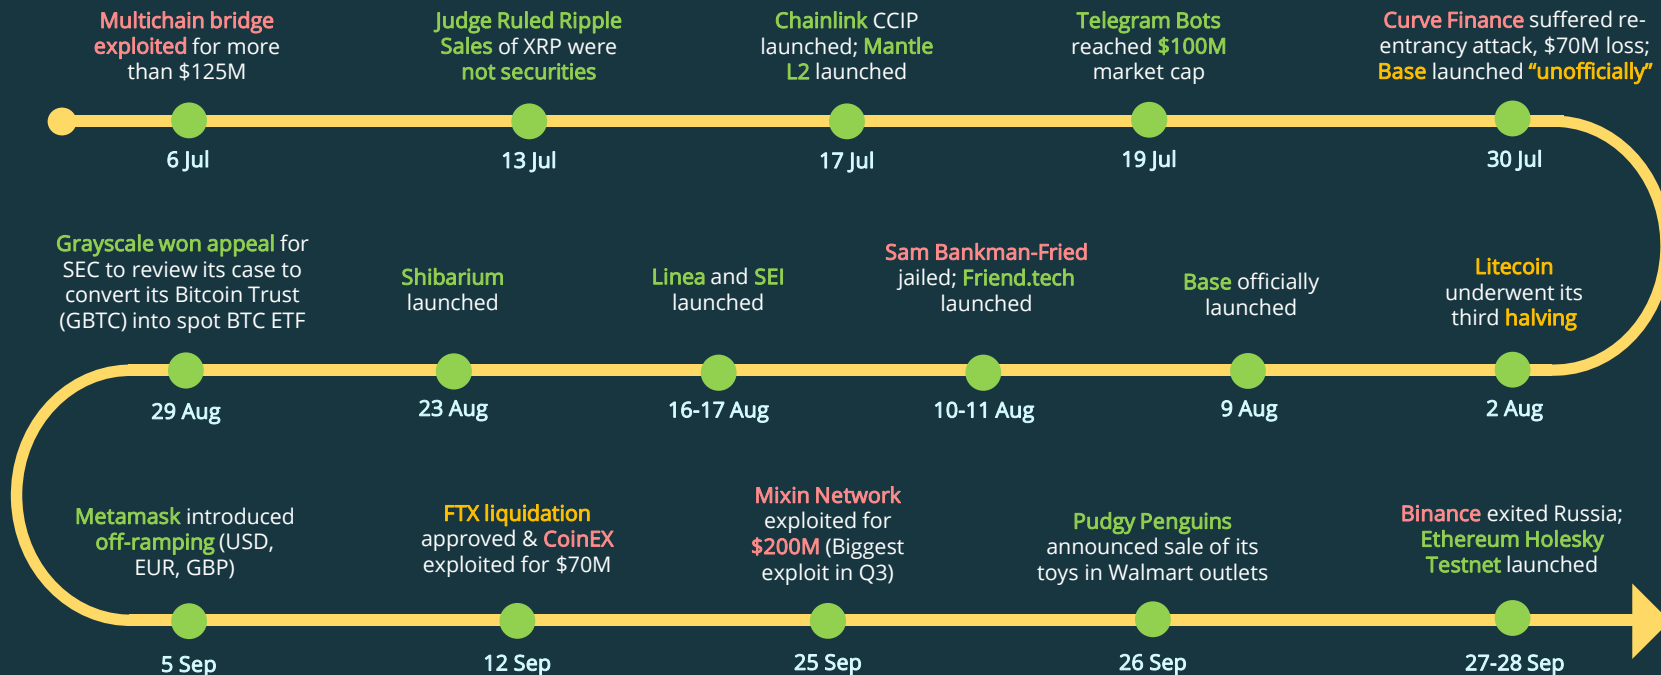 Multichain bridge
exploited for more
than $125M
6 Jul
Judge Ruled Ripple
Sales of XRP were
not securities
13 Jul
Chainlink CCIP
launched; Mantle
L2 launched
17 Jul
Telegram Bots
reached $100M
market cap
19 Jul
Curve Finance suffered re-
entrancy attack, $70M loss;
Base launched “unofficially”
30 Jul
Litecoin
underwent its
third halving
2 Aug
Base officially
launched
9 Aug
Sam Bankman-Fried
jailed; Friend.tech
launched
10-11 Aug
Linea and SEI
launched
16-17 Aug
Shibarium
launched
23 Aug
Grayscale won appeal for
SEC to review its case to
convert its Bitcoin Trust
(GBTC) into spot BTC ETF
29 Aug
Metamask introduced
off-ramping (USD,
EUR, GBP)
5 Sep
FTX liquidation
approved & CoinEX
exploited for $70M
12 Sep
Mixin Network
exploited for
$200M (Biggest
exploit in Q3)
25 Sep
Pudgy Penguins
announced sale of its
toys in Walmart outlets
26 Sep
Binance exited Russia;
Ethereum Holesky
Testnet launched
27-28 Sep